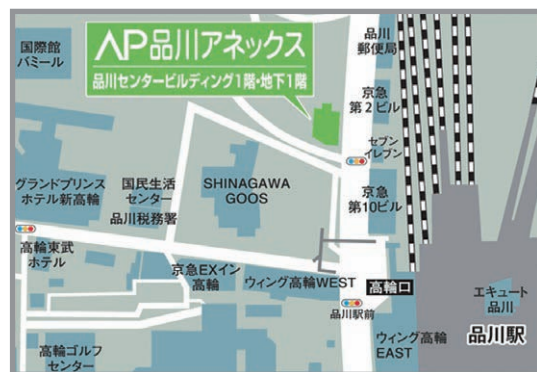 AP品川アネックス
品川センタービルディング1階・地下1階
国際館
パミール
品川
郵便局
京急
第2ビル
セブン
イレブン
グランドプリンス
ホテル新高輪
国民生活
センター
品川税務署
SHINAGAWA
GOOS
京急
第10ビル
高輪東武
ホテル
京急EXイン
高輪
ウィング高輪WEST
高輪口
エキュート
品川
品川駅前
品川駅
ウィング高輪
EAST
高輪ゴルフ
センター